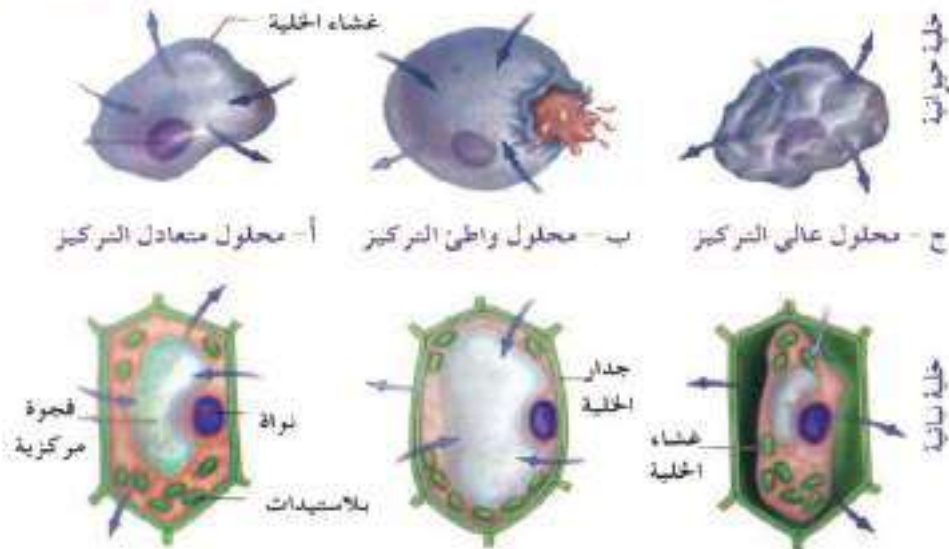 غشاء الخلية
خلية حيوانية
أ - محلول متعادل التركيز
ب - محلول واطئ التركيز
ج - محلول عالي التركيز
فجوة
مركزية
نواة
بلاستيدات
جدار
الخلية
غشاء
الخلية
خلية نباتية